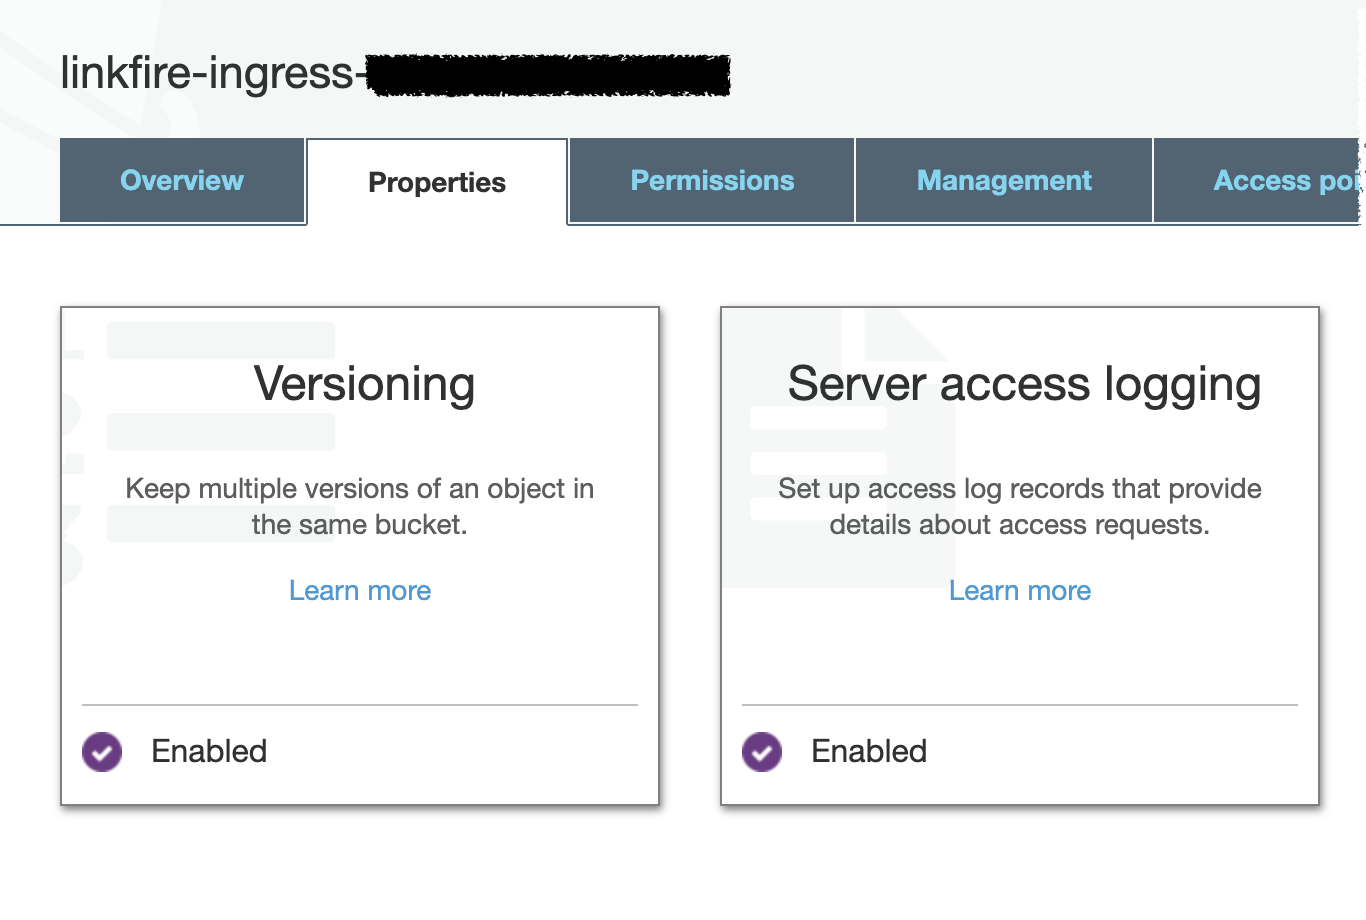 linkfire-ingress-
Overview
Properties
Permissions
Management
Access poi
Versioning
Keep multiple versions of an object in
the same bucket.
Learn more
Enabled
Server access logging
Set up access log records that provide
details about access requests.
Learn more
Enabled